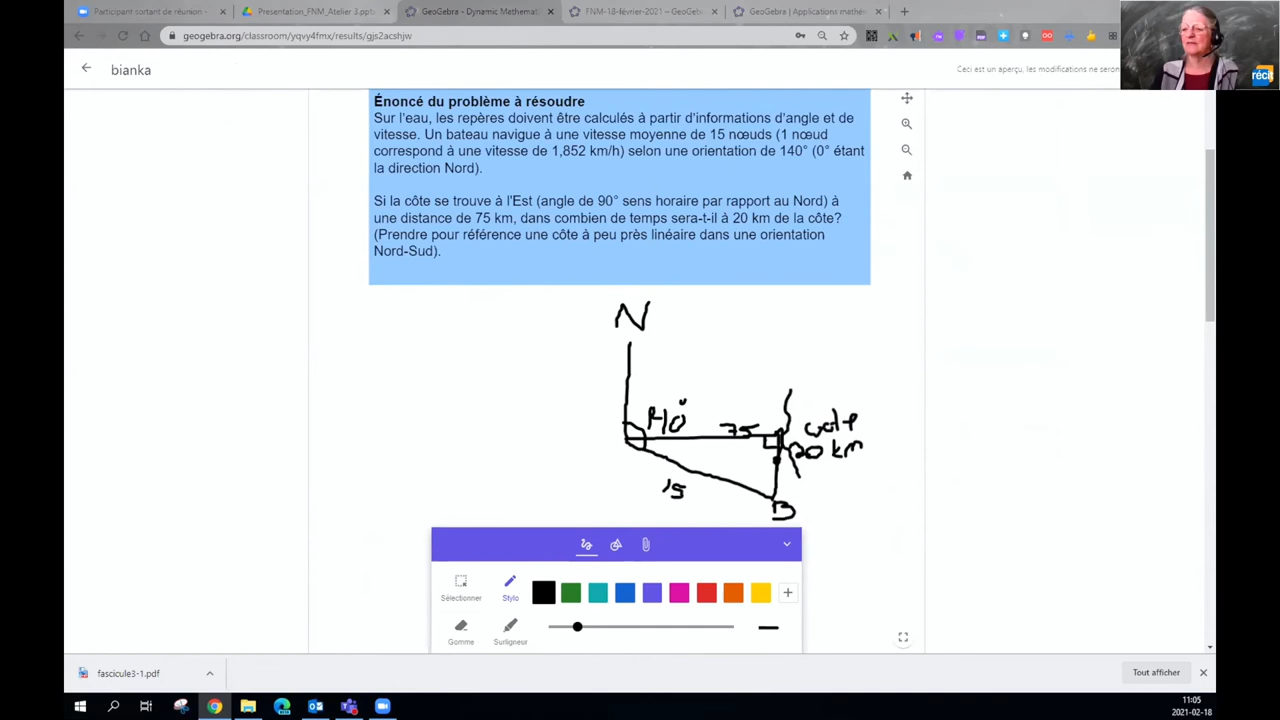 Participant sortant de réunion -
Presentation_FNM_Atelier 3.pptx
GeoGebra - Dynamic Mathemati
FNM-18-février-2021 – GeoGeb
GeoGebra | Applications mathé
geogebra.org/classroom/yqvy4fmx/results/gjs2acshjw
bianka
Ceci est un aperçu, les modifications ne seron
récit
Énoncé du problème à résoudre
Sur l'eau, les repères doivent être calculés à partir d'informations d'angle et de
vitesse. Un bateau navigue à une vitesse moyenne de 15 nœuds (1 nœud
correspond à une vitesse de 1,852 km/h) selon une orientation de 140° (0° étant
la direction Nord).
Si la côte se trouve à l'Est (angle de 90° sens horaire par rapport au Nord) à
une distance de 75 km, dans combien de temps sera-t-il à 20 km de la côte?
(Prendre pour référence une côte à peu près linéaire dans une orientation
Nord-Sud).
N
140°
75
côte
20 km
15
B
Sélectionner
Stylo
Gomme
Surligneur
fascicule3-1.pdf
Tout afficher
11:05
2021-02-18